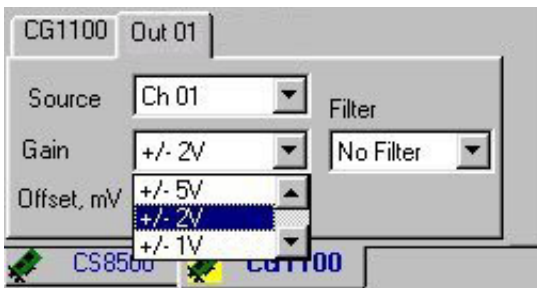 CG1100 Out 01
Source Ch 01
Filter
Gain +/- 2V No Filter
Offset, mV +/- 5V
+/- 2V
+/- 1V
CS8500 CG1100